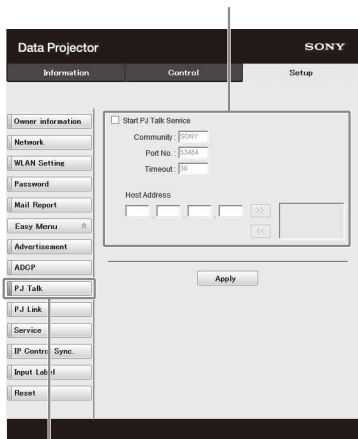 Data Projector
SONY
Information
Control
Setup
Owner information
Network
WLAN Setting
Password
Mail Report
Easy Menu
Advertisement
ADCP
PJ Talk
PJ Link
Service
IP Control Sync.
Input Label
Reset
Start PJ Talk Service
Community: SONY
Port No.: 53484
Timeout: 30
Host Address
. . .
>>
<<
Apply